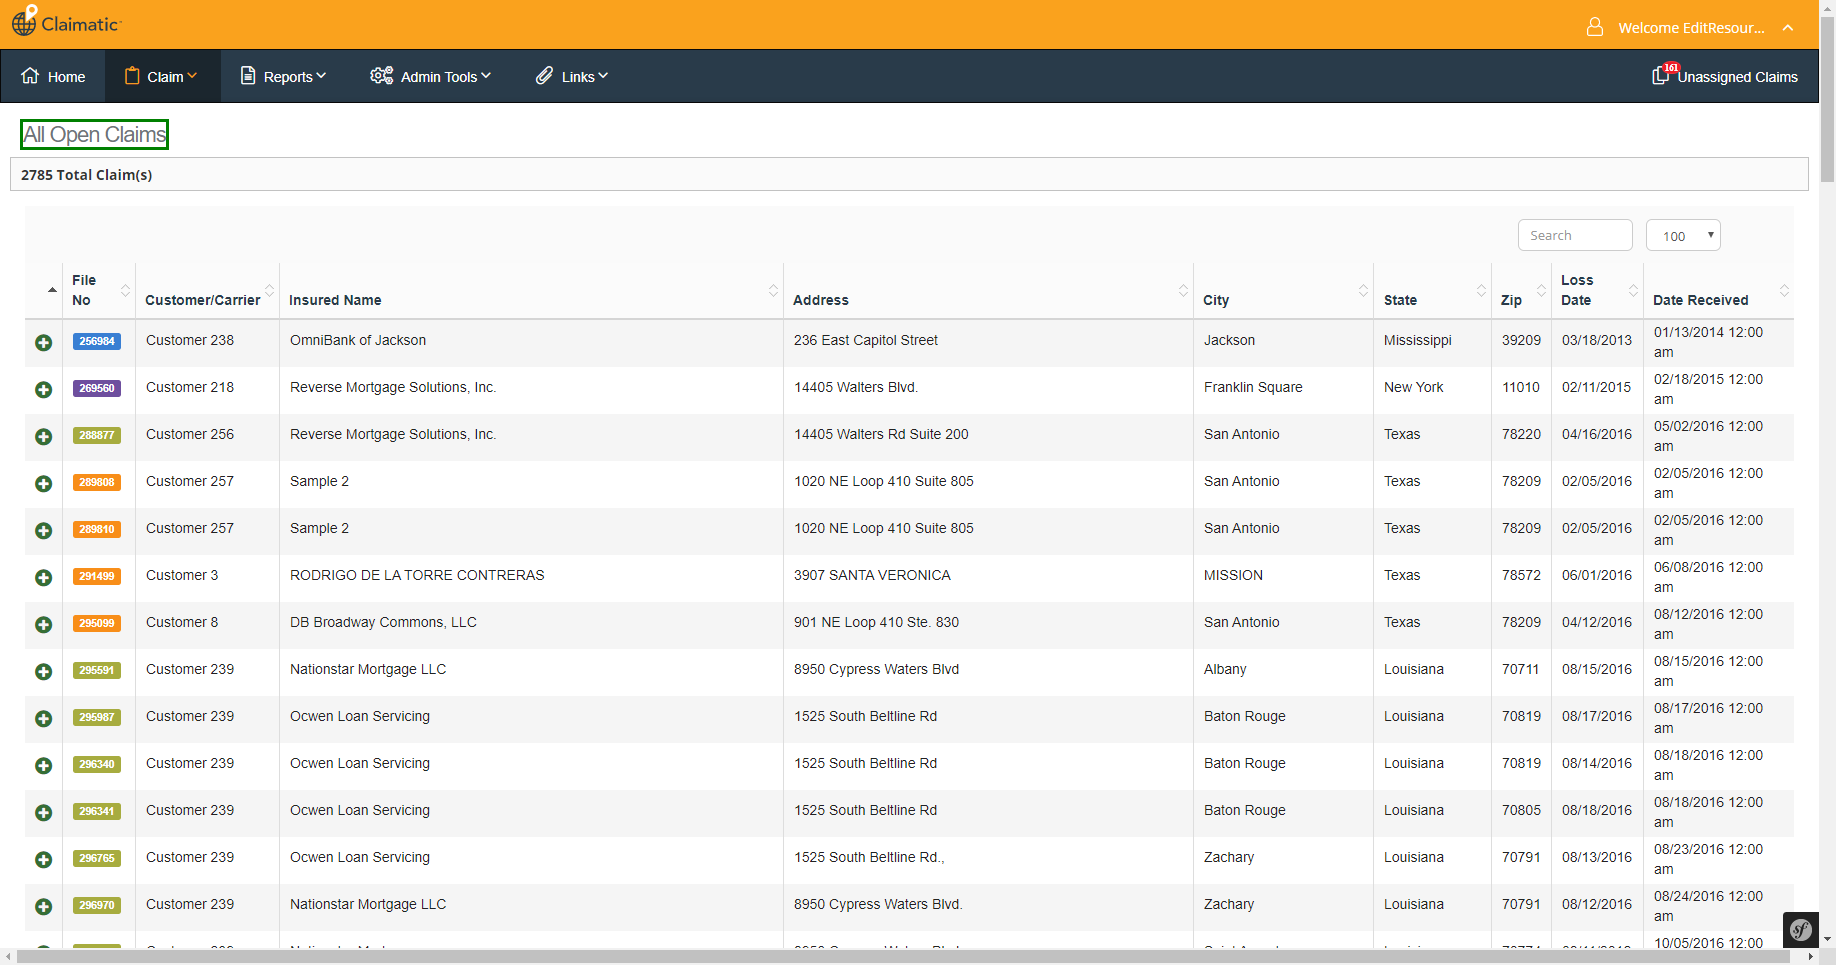 Claimatic
Welcome EditResour...
Home
Claim
Reports
Admin Tools
Links
161
Unassigned Claims
All Open Claims
2785 Total Claim(s)
Search
100
File No Customer/Carrier Insured Name Address City State Zip Loss Date Date Received
256984 Customer 238 OmniBank of Jackson 236 East Capitol Street Jackson Mississippi 39209 03/18/2013 01/13/2014 12:00 am
269560 Customer 218 Reverse Mortgage Solutions, Inc. 14405 Walters Blvd. Franklin Square New York 11010 02/11/2015 02/18/2015 12:00 am
288877 Customer 256 Reverse Mortgage Solutions, Inc. 14405 Walters Rd Suite 200 San Antonio Texas 78220 04/16/2016 05/02/2016 12:00 am
289808 Customer 257 Sample 2 1020 NE Loop 410 Suite 805 San Antonio Texas 78209 02/05/2016 02/05/2016 12:00 am
289810 Customer 257 Sample 2 1020 NE Loop 410 Suite 805 San Antonio Texas 78209 02/05/2016 02/05/2016 12:00 am
291499 Customer 3 RODRIGO DE LA TORRE CONTRERAS 3907 SANTA VERONICA MISSION Texas 78572 06/01/2016 06/08/2016 12:00 am
295099 Customer 8 DB Broadway Commons, LLC 901 NE Loop 410 Ste. 830 San Antonio Texas 78209 04/12/2016 08/12/2016 12:00 am
295591 Customer 239 Nationstar Mortgage LLC 8950 Cypress Waters Blvd Albany Louisiana 70711 08/15/2016 08/15/2016 12:00 am
295987 Customer 239 Ocwen Loan Servicing 1525 South Beltline Rd Baton Rouge Louisiana 70819 08/17/2016 08/17/2016 12:00 am
296340 Customer 239 Ocwen Loan Servicing 1525 South Beltline Rd Baton Rouge Louisiana 70819 08/14/2016 08/18/2016 12:00 am
296341 Customer 239 Ocwen Loan Servicing 1525 South Beltline Rd Baton Rouge Louisiana 70805 08/18/2016 08/18/2016 12:00 am
296765 Customer 239 Ocwen Loan Servicing 1525 South Beltline Rd., Zachary Louisiana 70791 08/13/2016 08/23/2016 12:00 am
296970 Customer 239 Nationstar Mortgage LLC 8950 Cypress Waters Blvd. Zachary Louisiana 70791 08/12/2016 08/24/2016 12:00 am
10/05/2016 12:00
sf